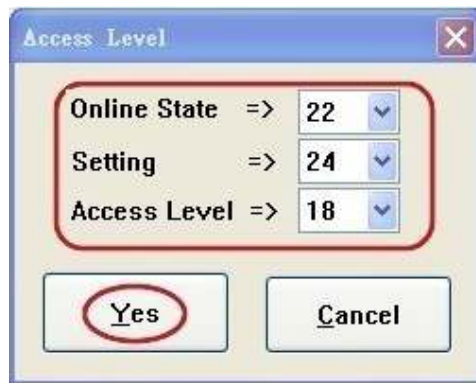 Access Level
Online State => 22
Setting => 24
Access Level => 18
Yes
Cancel